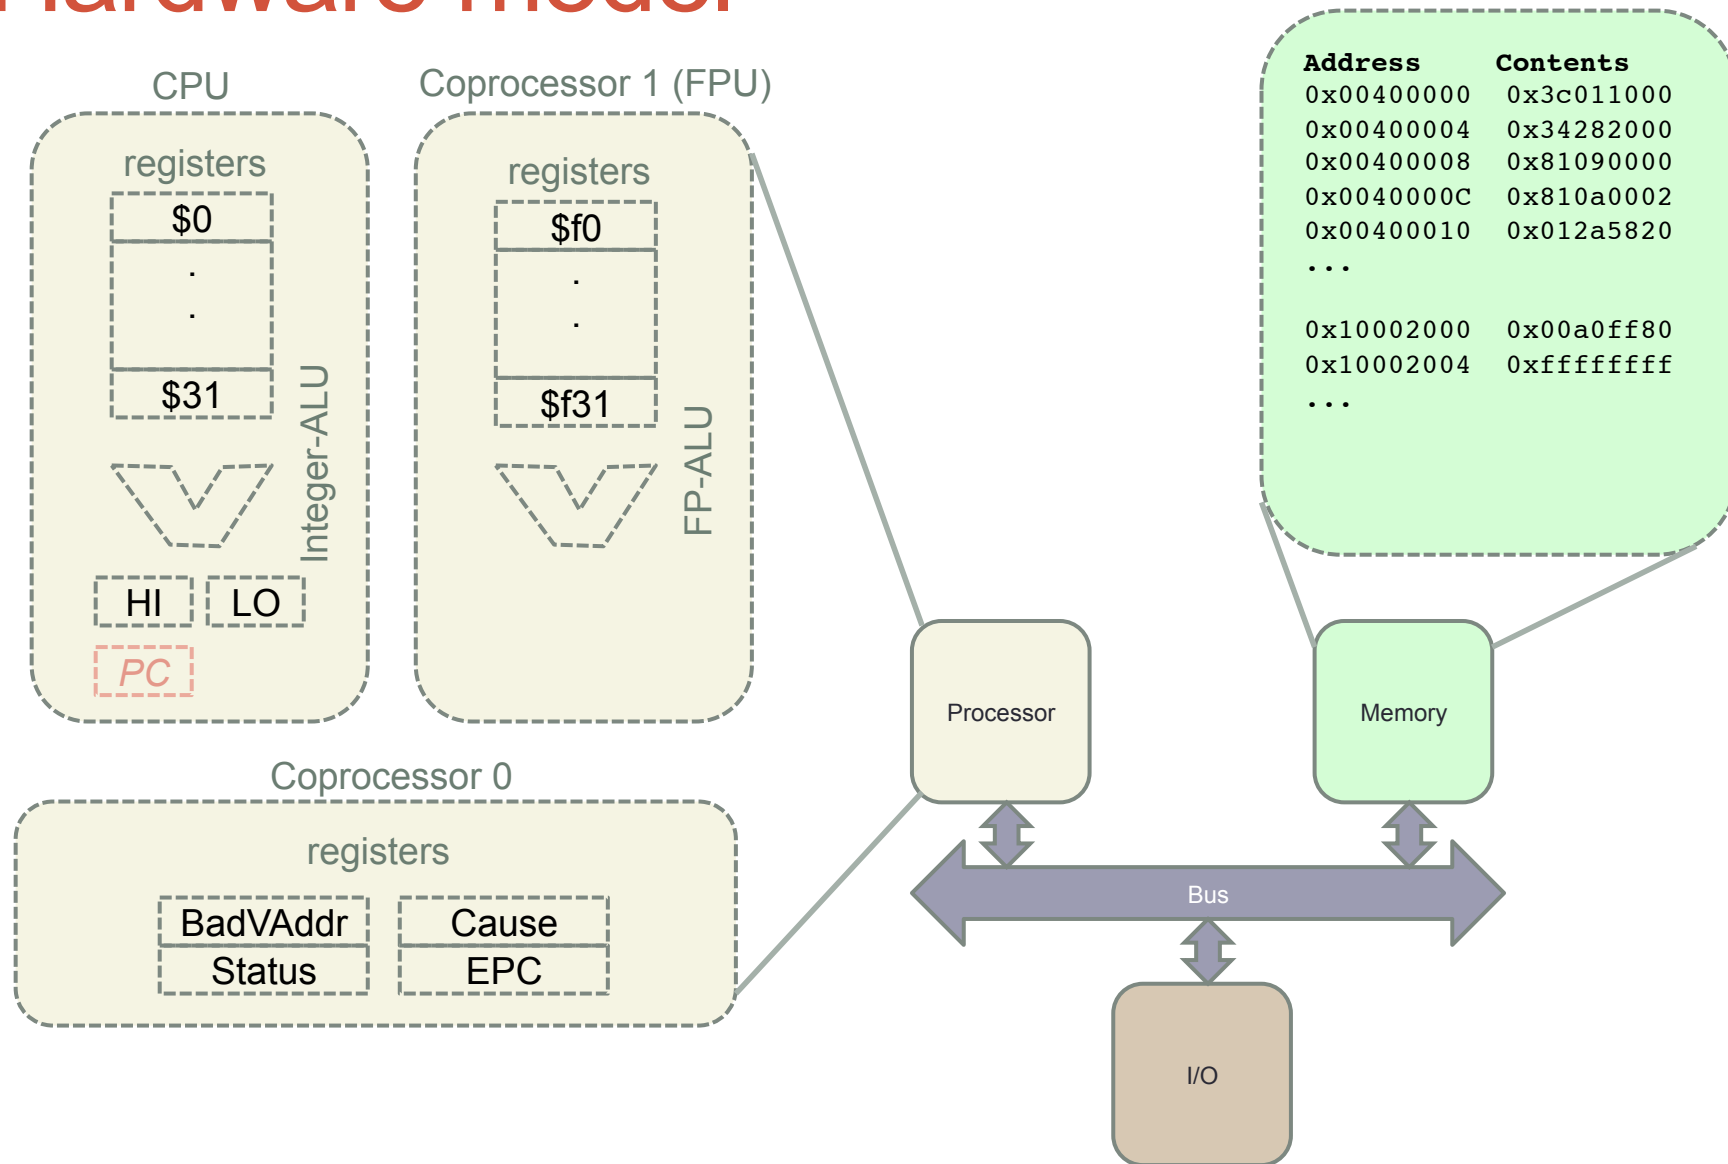 Hardware model
CPU
registers
$0
.
.
$31
Integer-ALU
HI LO
PC
Coprocessor 1 (FPU)
registers
$f0
.
.
$f31
FP-ALU
Coprocessor 0
registers
BadVAddr Cause
Status EPC
Address Contents
0x00400000 0x3c011000
0x00400004 0x34282000
0x00400008 0x81090000
0x0040000C 0x810a0002
0x00400010 0x012a5820
...
0x10002000 0x00a0ff80
0x10002004 0xffffffff
...
Processor
Memory
Bus
I/O